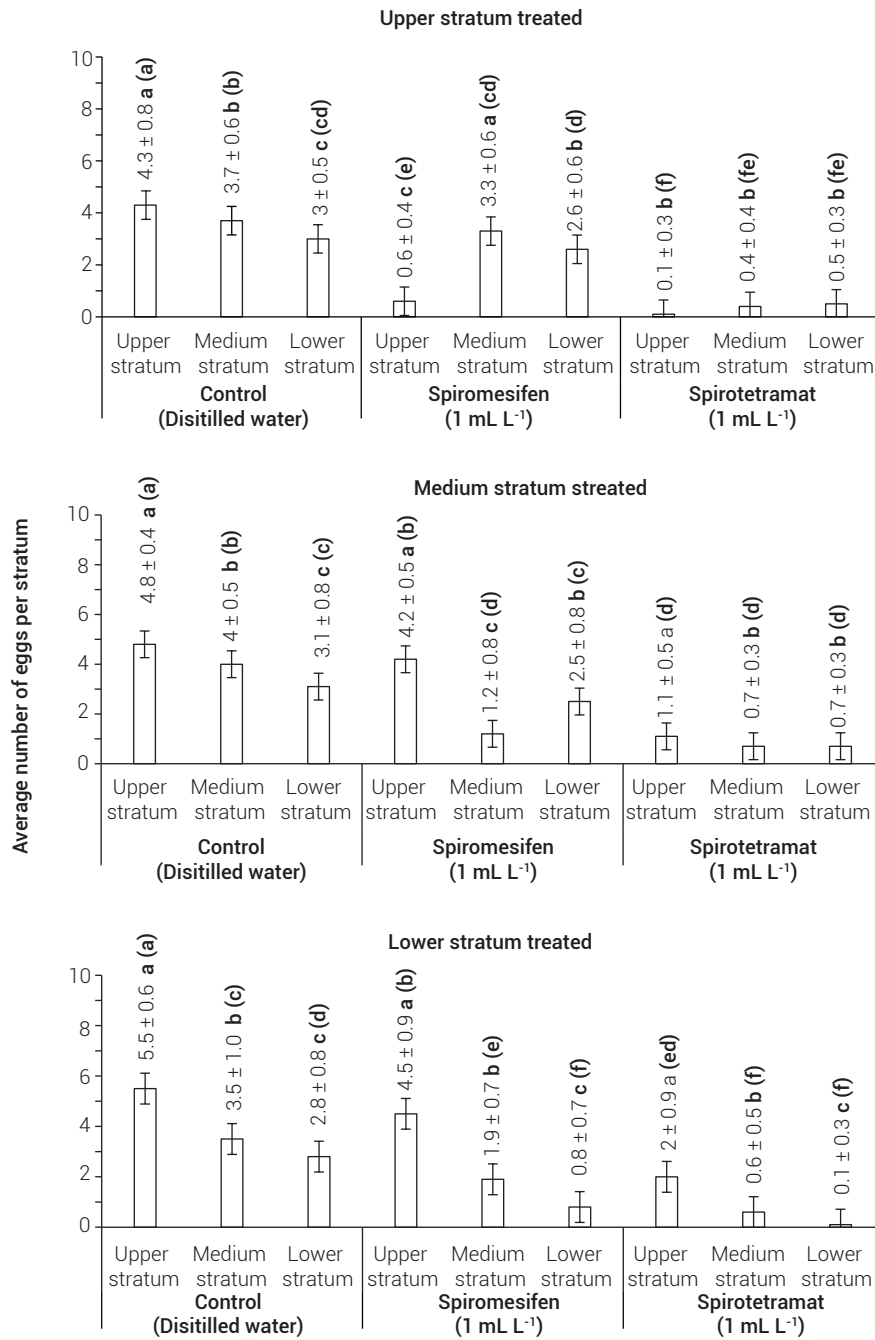 Upper stratum treated
10
8
6
4
2
0
4.3 ± 0.8 a (a)
3.7 ± 0.6 b (b)
3 ± 0.5 c (cd)
0.6 ± 0.4 c (e)
3.3 ± 0.6 a (cd)
2.6 ± 0.6 b (d)
0.1 ± 0.3 b (f)
0.4 ± 0.4 b (fe)
0.5 ± 0.3 b (fe)
Upper stratum
Medium stratum
Lower stratum
Upper stratum
Medium stratum
Lower stratum
Upper stratum
Medium stratum
Lower stratum
Control
(Disitilled water)
Spiromesifen
(1 mL L⁻¹)
Spirotetramat
(1 mL L⁻¹)
Average number of eggs per stratum
Medium stratum streated
10
8
6
4
2
0
4.8 ± 0.4 a (a)
4 ± 0.5 b (b)
3.1 ± 0.8 c (c)
4.2 ± 0.5 a (b)
1.2 ± 0.8 c (d)
2.5 ± 0.8 b (c)
1.1 ± 0.5 a (d)
0.7 ± 0.3 b (d)
0.7 ± 0.3 b (d)
Upper stratum
Medium stratum
Lower stratum
Upper stratum
Medium stratum
Lower stratum
Upper stratum
Medium stratum
Lower stratum
Control
(Disitilled water)
Spiromesifen
(1 mL L⁻¹)
Spirotetramat
(1 mL L⁻¹)
Lower stratum treated
10
8
6
4
2
0
5.5 ± 0.6 a (a)
3.5 ± 1.0 b (c)
2.8 ± 0.8 c (d)
4.5 ± 0.9 a (b)
1.9 ± 0.7 b (e)
0.8 ± 0.7 c (f)
2 ± 0.9 a (ed)
0.6 ± 0.5 b (f)
0.1 ± 0.3 c (f)
Upper stratum
Medium stratum
Lower stratum
Upper stratum
Medium stratum
Lower stratum
Upper stratum
Medium stratum
Lower stratum
Control
(Disitilled water)
Spiromesifen
(1 mL L⁻¹)
Spirotetramat
(1 mL L⁻¹)